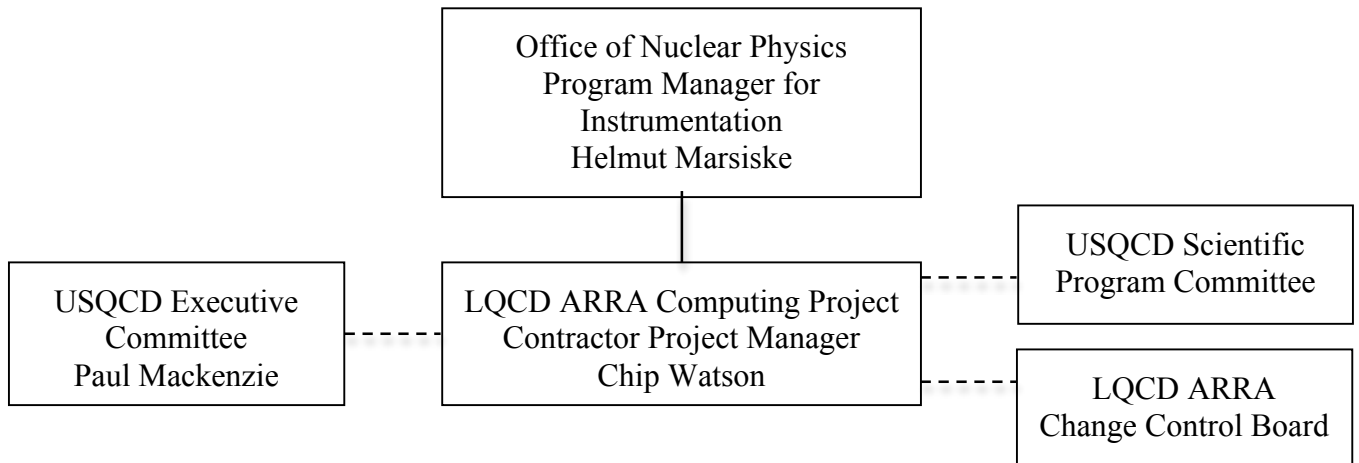 Office of Nuclear Physics
Program Manager for
Instrumentation
Helmut Marsiske
USQCD Executive
Committee
Paul Mackenzie
LQCD ARRA Computing Project
Contractor Project Manager
Chip Watson
USQCD Scientific
Program Committee
LQCD ARRA
Change Control Board